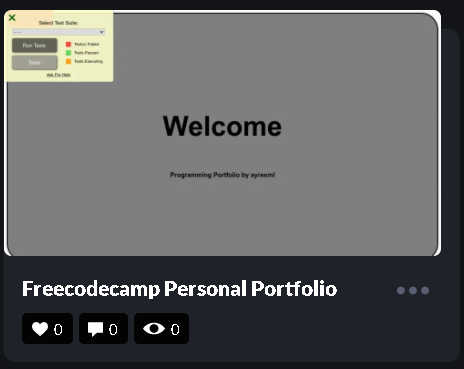 Select Test Suite:
Run Tests
Test(s) Failed
Tests
Tests Passed
Tests Executing
Ask For Help
Welcome
Programming Portfolio by ayreaml
Freecodecamp Personal Portfolio
0 0 0